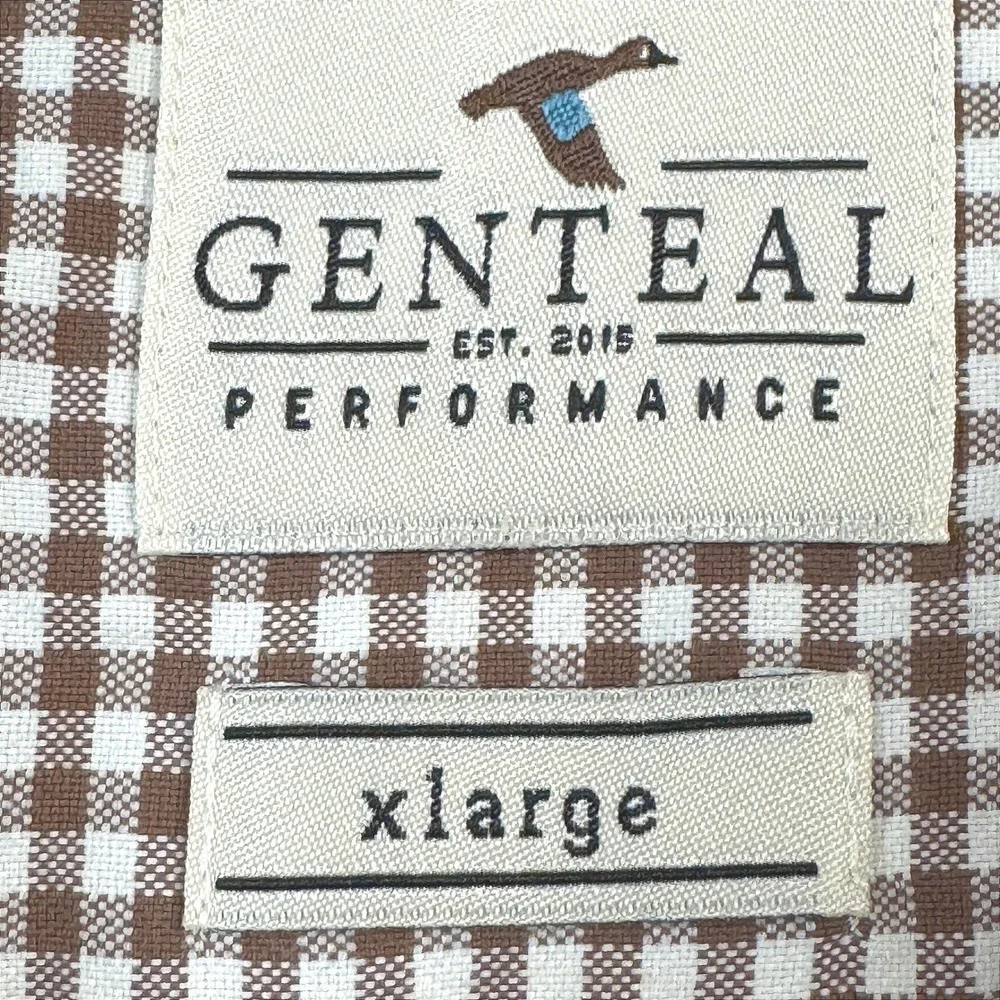 GENTEAL
EST. 2015
PERFORMANCE
xlarge